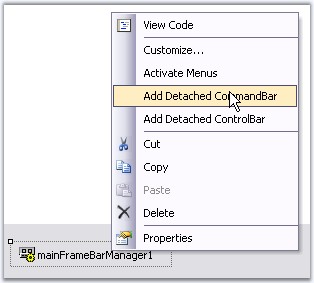 View Code
Customize...
Activate Menus
Add Detached CommandBar
Add Detached ControlBar
Cut
Copy
Paste
Delete
Properties
mainFrameBarManager1